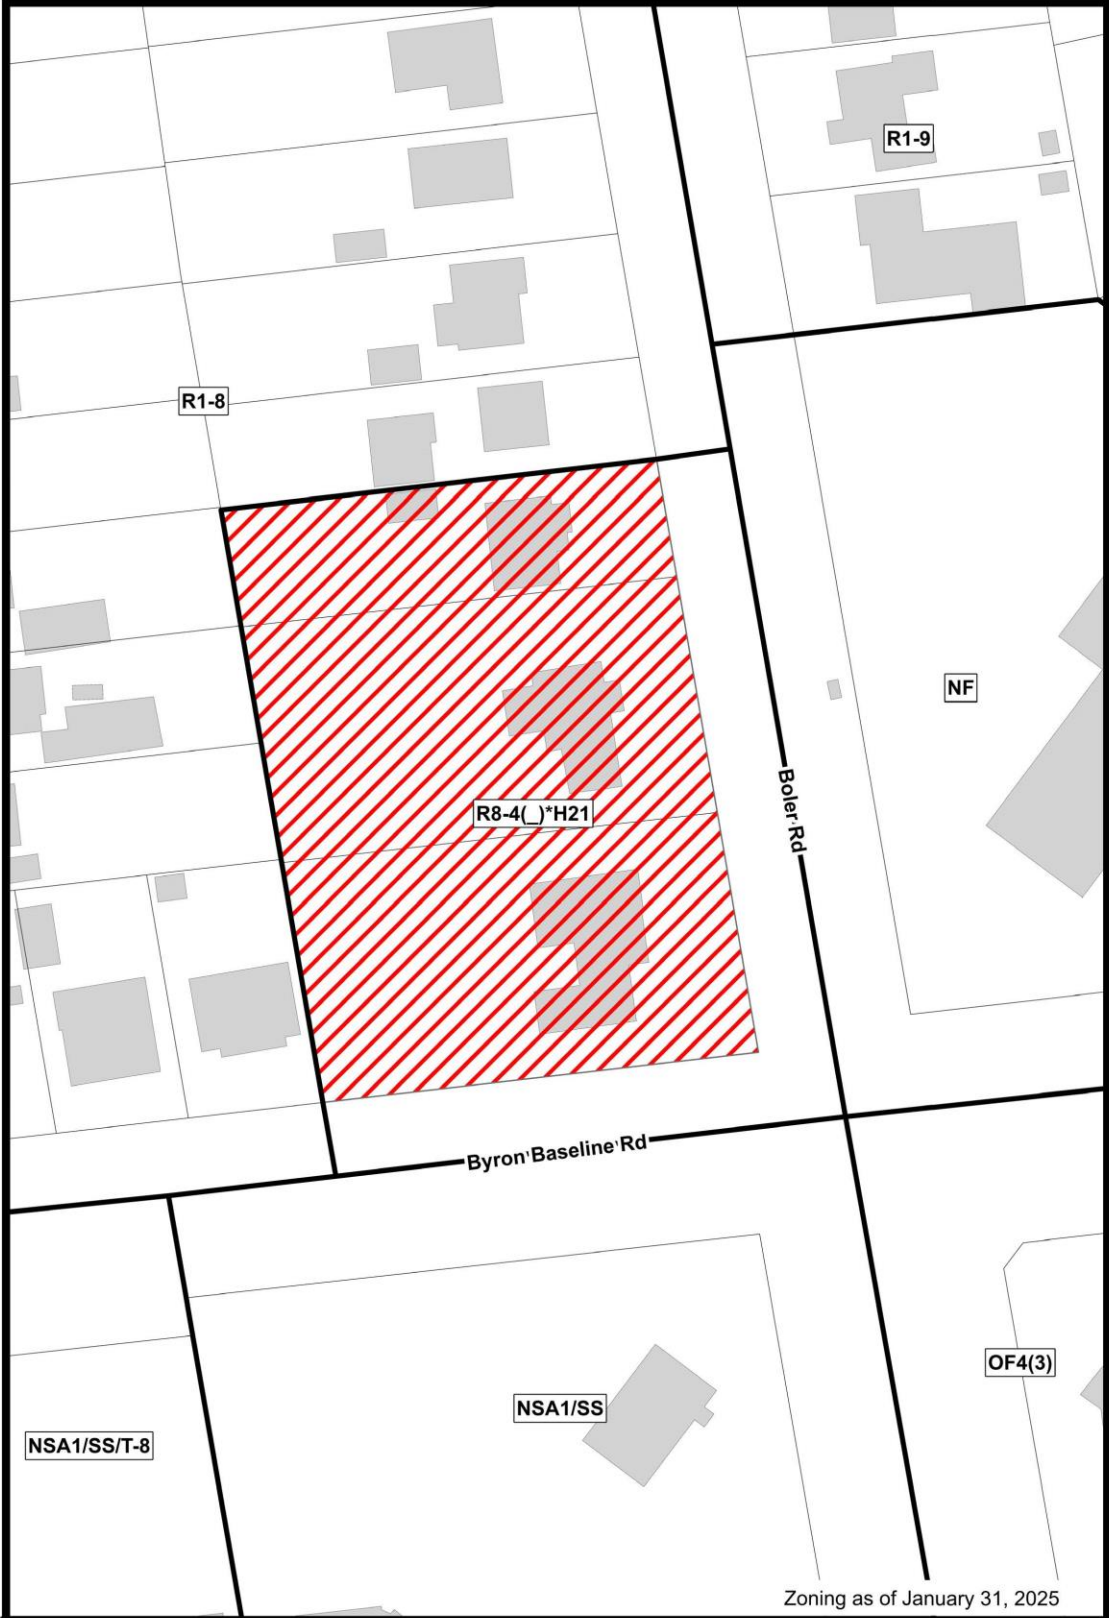 R1-9
R1-8
NF
Boler Rd
R8-4(_)*H21
Byron Baseline Rd
OF4(3)
NSA1/SS
NSA1/SS/T-8
Zoning as of January 31, 2025